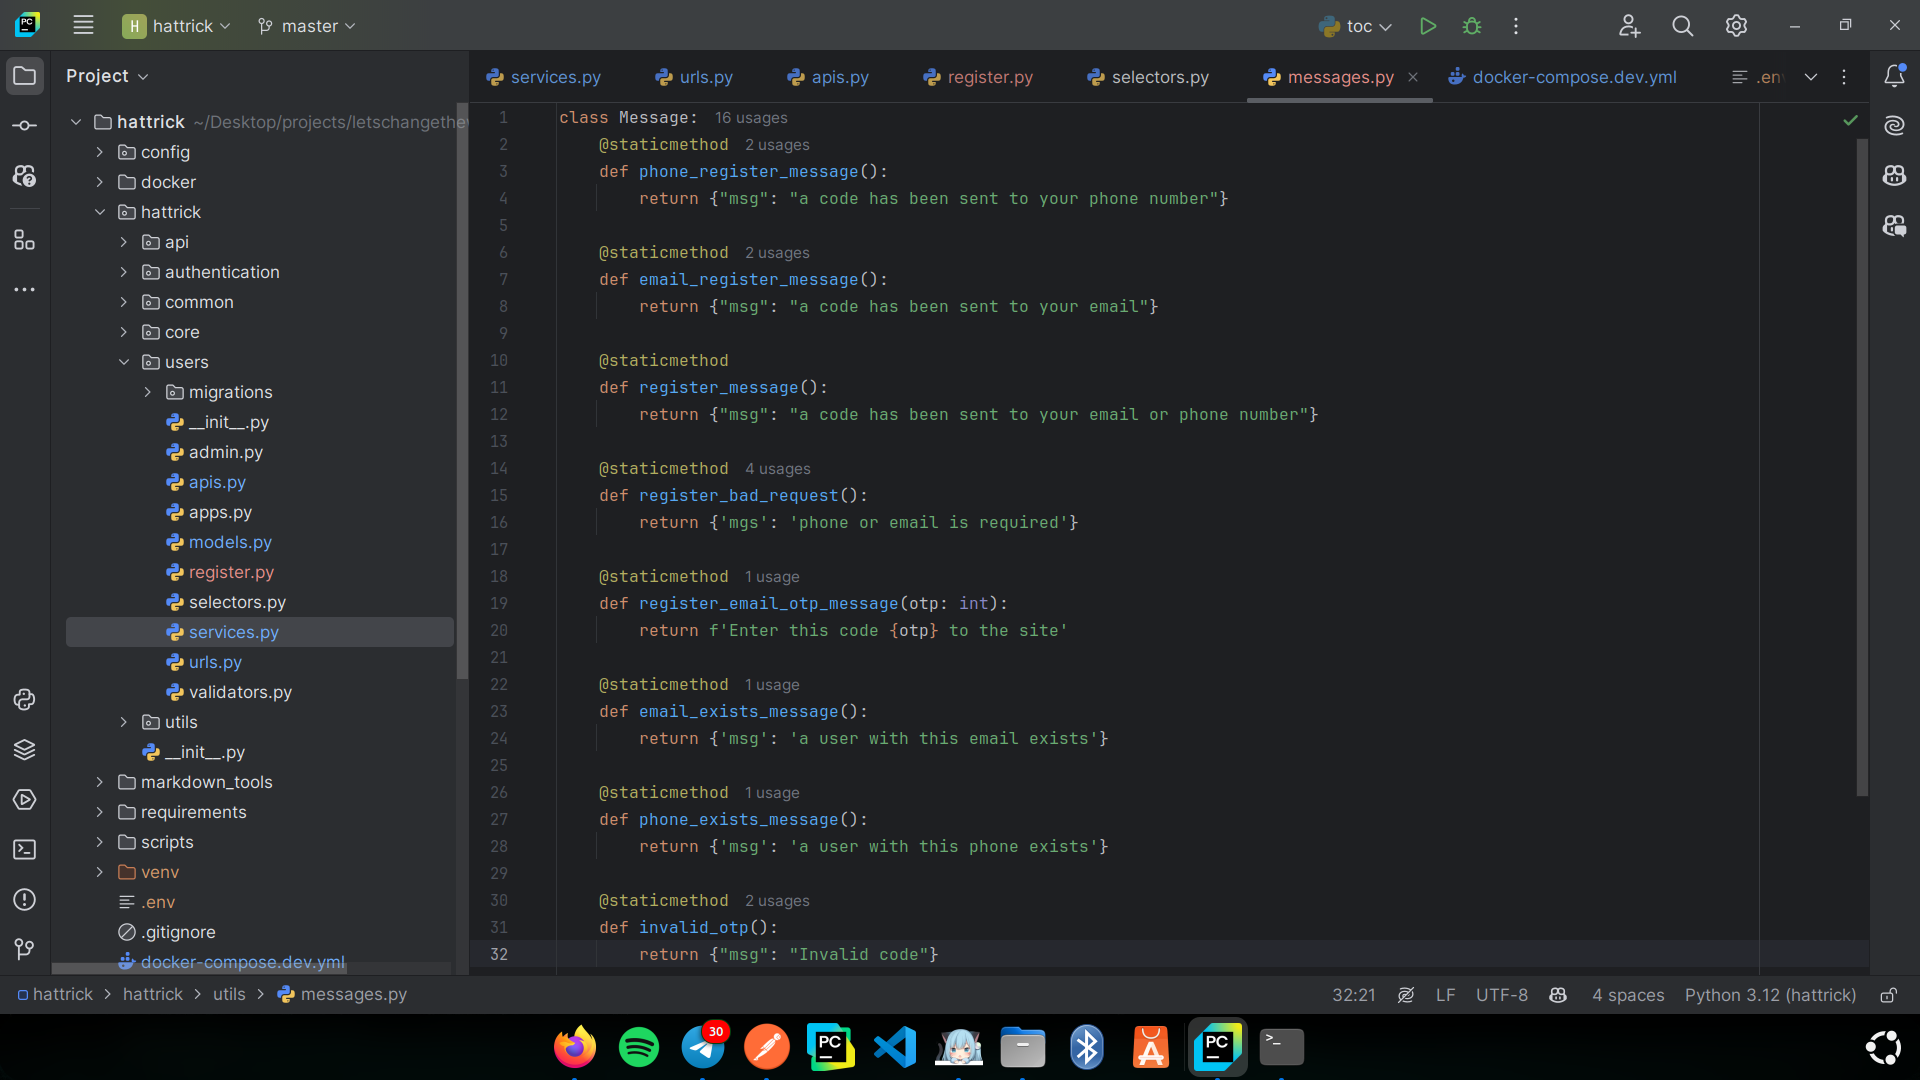 H hattrick master toc
Project
services.py urls.py apis.py register.py selectors.py messages.py docker-compose.dev.yml .en
hattrick ~/Desktop/projects/letschangethe
config
docker
hattrick
api
authentication
common
core
users
migrations
__init__.py
admin.py
apis.py
apps.py
models.py
register.py
selectors.py
services.py
urls.py
validators.py
utils
__init__.py
markdown_tools
requirements
scripts
venv
.env
.gitignore
docker-compose.dev.yml
1 class Message: 16 usages
2 @staticmethod 2 usages
3 def phone_register_message():
4 return {"msg": "a code has been sent to your phone number"}
5
6 @staticmethod 2 usages
7 def email_register_message():
8 return {"msg": "a code has been sent to your email"}
9
10 @staticmethod
11 def register_message():
12 return {"msg": "a code has been sent to your email or phone number"}
13
14 @staticmethod 4 usages
15 def register_bad_request():
16 return {'mgs': 'phone or email is required'}
17
18 @staticmethod 1 usage
19 def register_email_otp_message(otp: int):
20 return f'Enter this code {otp} to the site'
21
22 @staticmethod 1 usage
23 def email_exists_message():
24 return {'msg': 'a user with this email exists'}
25
26 @staticmethod 1 usage
27 def phone_exists_message():
28 return {'msg': 'a user with this phone exists'}
29
30 @staticmethod 2 usages
31 def invalid_otp():
32 return {"msg": "Invalid code"}
hattrick > hattrick > utils > messages.py 32:21 LF UTF-8 4 spaces Python 3.12 (hattrick)
30 PC PC